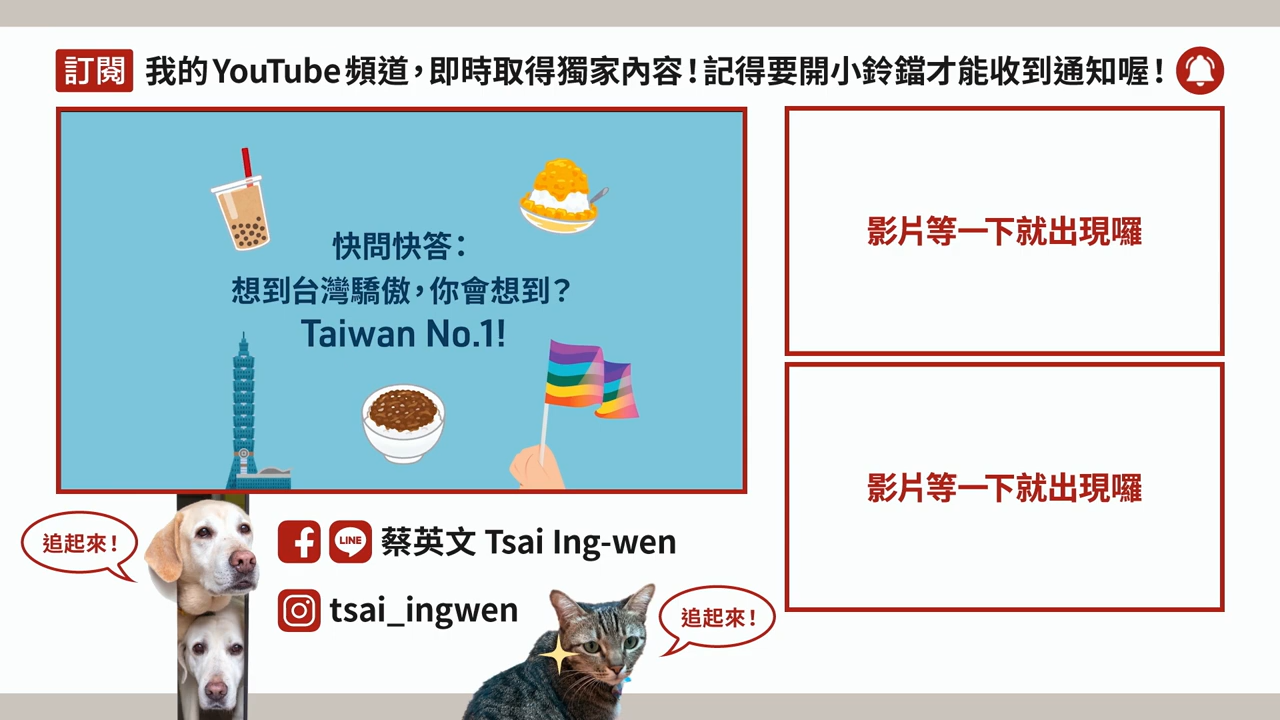 訂閱 我的YouTube頻道,即時取得獨家內容!記得要開小鈴鐺才能收到通知喔!
快問快答:
想到台灣驕傲,你會想到?
Taiwan No.1!
影片等一下就出現囉
影片等一下就出現囉
追起來!
LINE 蔡英文 Tsai Ing-wen
tsai_ingwen
追起來!